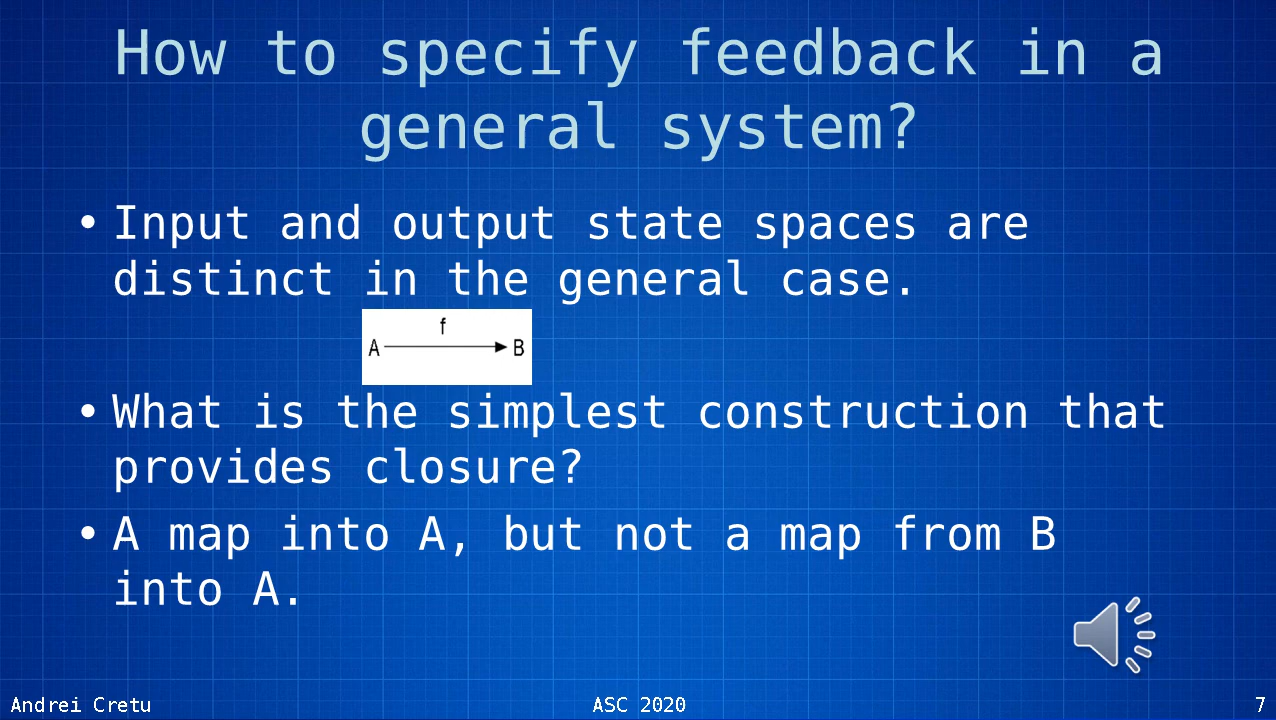 How to specify feedback in a
general system?
• Input and output state spaces are
distinct in the general case.
f
A B
• What is the simplest construction that
provides closure?
• A map into A, but not a map from B
into A.
Andrei Cretu ASC 2020 7